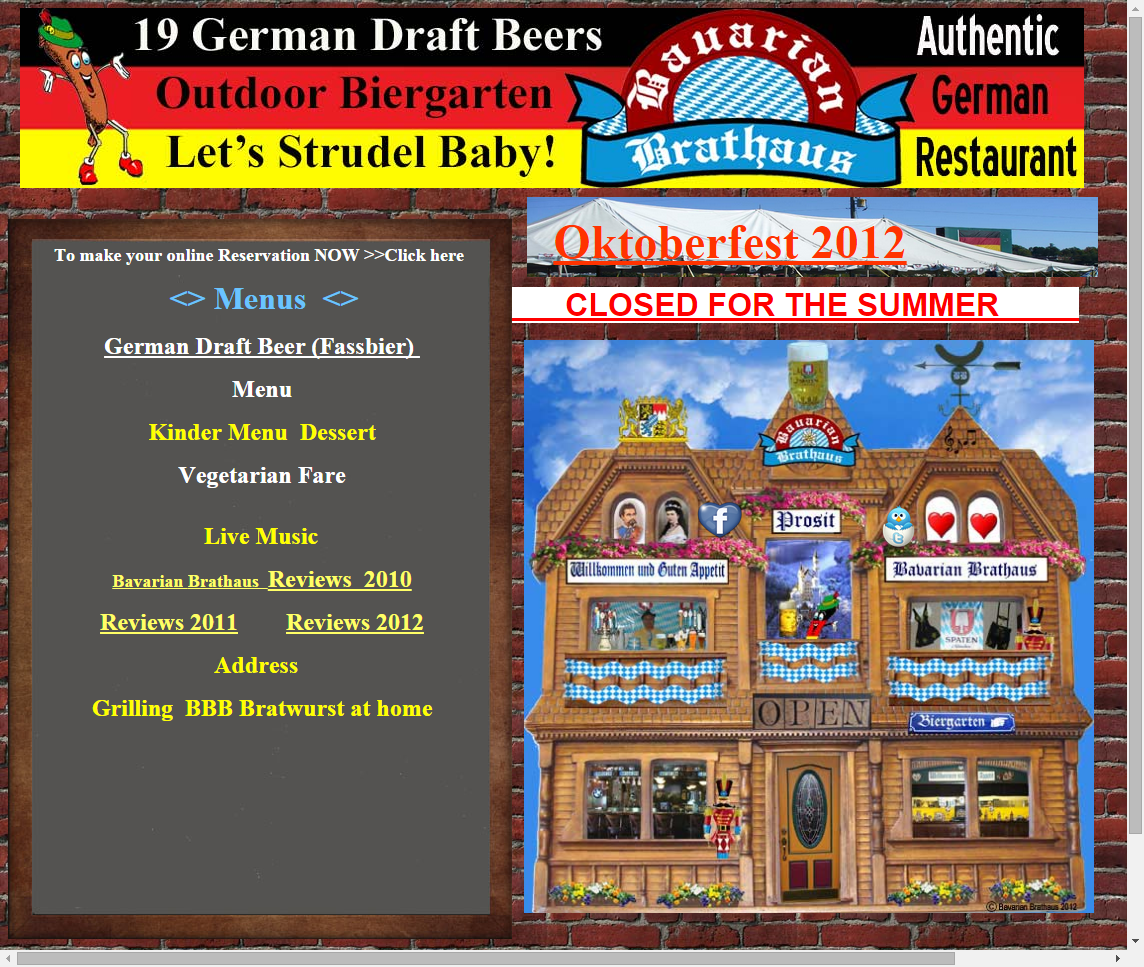 19 German Draft Beers
Outdoor Biergarten
Let's Strudel Baby!
Bavarian
Brathaus
Authentic
German
Restaurant
To make your online Reservation NOW >>Click here
<> Menus <>
German Draft Beer (Fassbier)
Menu
Kinder Menu Dessert
Vegetarian Fare
Live Music
Bavarian Brathaus Reviews 2010
Reviews 2011 Reviews 2012
Address
Grilling BBB Bratwurst at home
Oktoberfest 2012
CLOSED FOR THE SUMMER
SPATEN
Bavarian
Brathaus
f
Prosit
t
Willkommen und Guten Appetit
Bavarian Brathaus
SPATEN
OPEN
Biergarten
© Bavarian Brathaus 2012